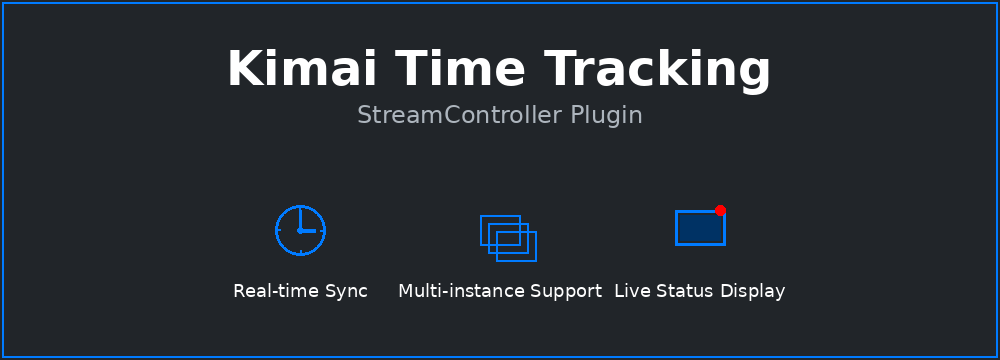 Kimai Time Tracking
StreamController Plugin
Real-time Sync
Multi-instance Support
Live Status Display